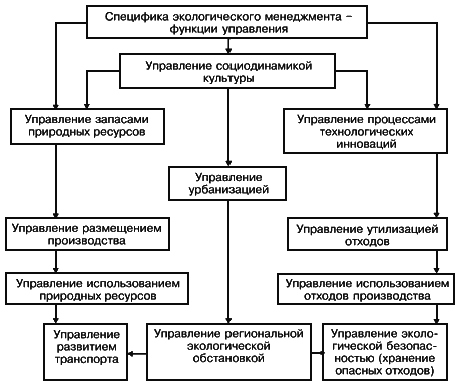 Специфика экологического менеджмента –
функции управления
Управление социодинамикой
культуры
Управление запасами
природных ресурсов
Управление процессами
технологических
инноваций
Управление
урбанизацией
Управление размещением
производства
Управление утилизацией
отходов
Управление использованием
природных ресурсов
Управление использованием
отходов производства
Управление
развитием
транспорта
Управление региональной
экологической
обстановкой
Управление эколо-
гической безопас-
ностью (хранение
опасных отходов)